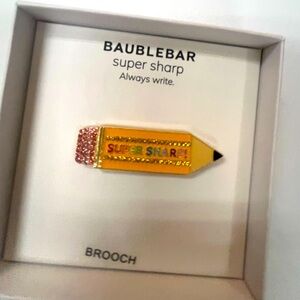 BAUBLEBAR
super sharp
Always write.
SUPER SHARP!
BROOCH